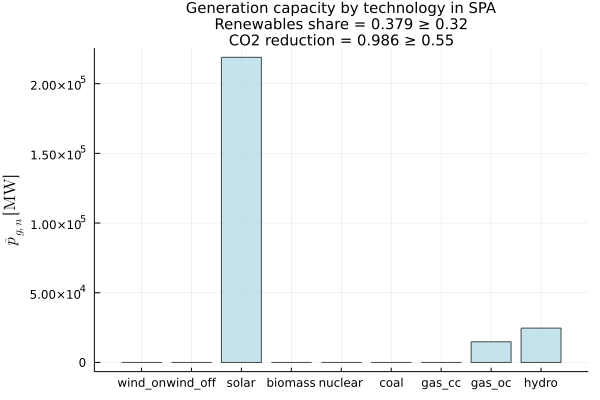 Generation capacity by technology in SPA
Renewables share = 0.379 ≥ 0.32
CO2 reduction = 0.986 ≥ 0.55
p̄_{g,n}[MW]
2.00×10⁵
1.50×10⁵
1.00×10⁵
5.00×10⁴
0
wind_on wind_off solar biomass nuclear coal gas_cc gas_oc hydro